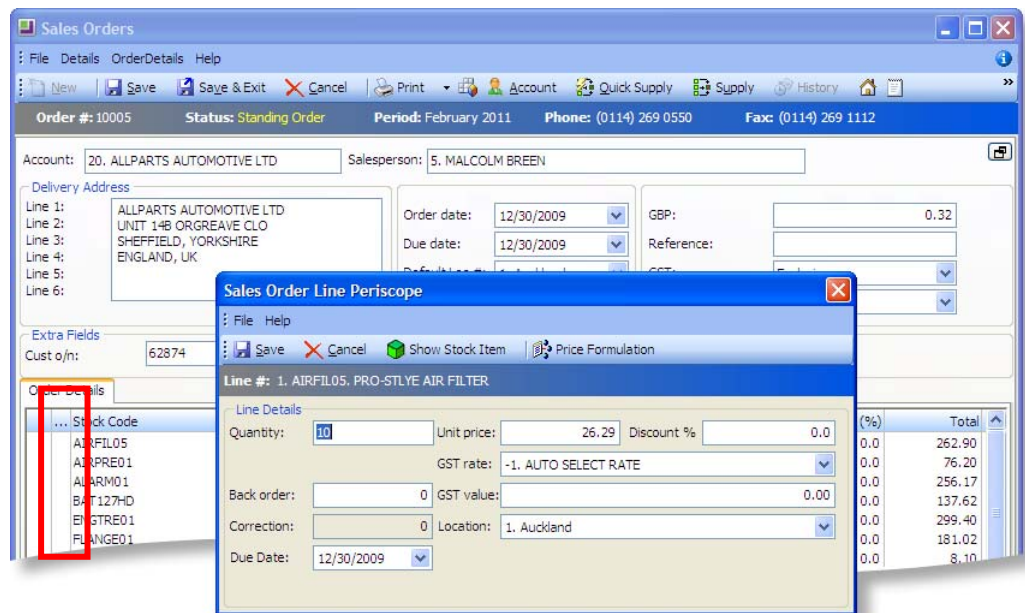 Sales Orders
File Details OrderDetails Help
New Save Save & Exit Cancel Print Account Quick Supply Supply History »
Order #: 10005 Status: Standing Order Period: February 2011 Phone: (0114) 269 0550 Fax: (0114) 269 1112
Account: 20. ALLPARTS AUTOMOTIVE LTD Salesperson: 5. MALCOLM BREEN
Delivery Address
Line 1: ALLPARTS AUTOMOTIVE LTD
Line 2: UNIT 14B ORGREAVE CLO
Line 3: SHEFFIELD, YORKSHIRE
Line 4: ENGLAND, UK
Line 5:
Line 6:
Order date: 12/30/2009 GBP: 0.32
Due date: 12/30/2009 Reference:
Extra Fields
Cust o/n: 62874
Order Details
... Stock Code (%) Total
AIRFIL05 0.0 262.90
AIRPRE01 0.0 76.20
ALARM01 0.0 256.17
BAT127HD 0.0 137.62
ENGTRE01 0.0 299.40
FLANGE01 0.0 181.02
0.0 8.10
Sales Order Line Periscope
File Help
Save Cancel Show Stock Item Price Formulation
Line #: 1. AIRFIL05. PRO-STLYE AIR FILTER
Line Details
Quantity: 10 Unit price: 26.29 Discount % 0.0
GST rate: -1. AUTO SELECT RATE
Back order: 0 GST value: 0.00
Correction: 0 Location: 1. Auckland
Due Date: 12/30/2009